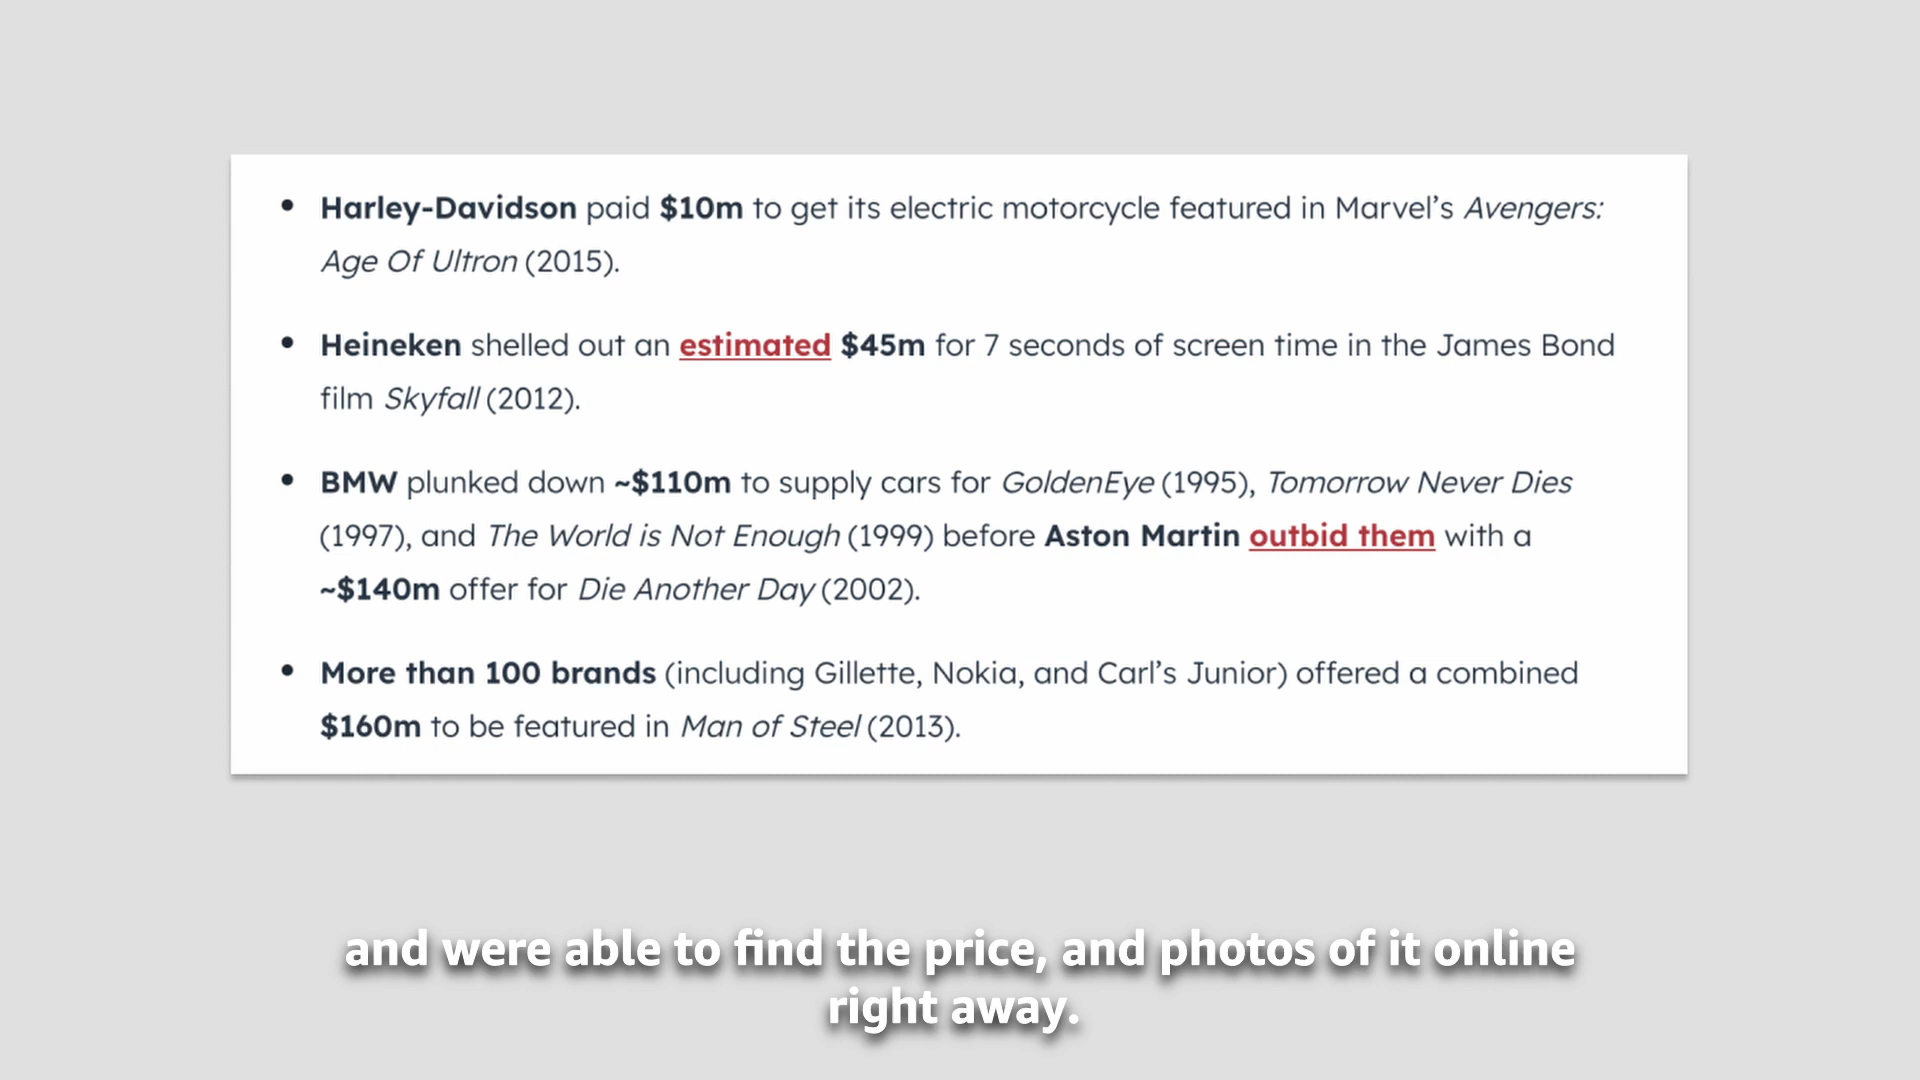 • Harley-Davidson paid $10m to get its electric motorcycle featured in Marvel’s Avengers:
Age Of Ultron (2015).
• Heineken shelled out an estimated $45m for 7 seconds of screen time in the James Bond
film Skyfall (2012).
• BMW plunked down ~$110m to supply cars for GoldenEye (1995), Tomorrow Never Dies
(1997), and The World is Not Enough (1999) before Aston Martin outbid them with a
~$140m offer for Die Another Day (2002).
• More than 100 brands (including Gillette, Nokia, and Carl’s Junior) offered a combined
$160m to be featured in Man of Steel (2013).
and were able to find the price, and photos of it online
right away.